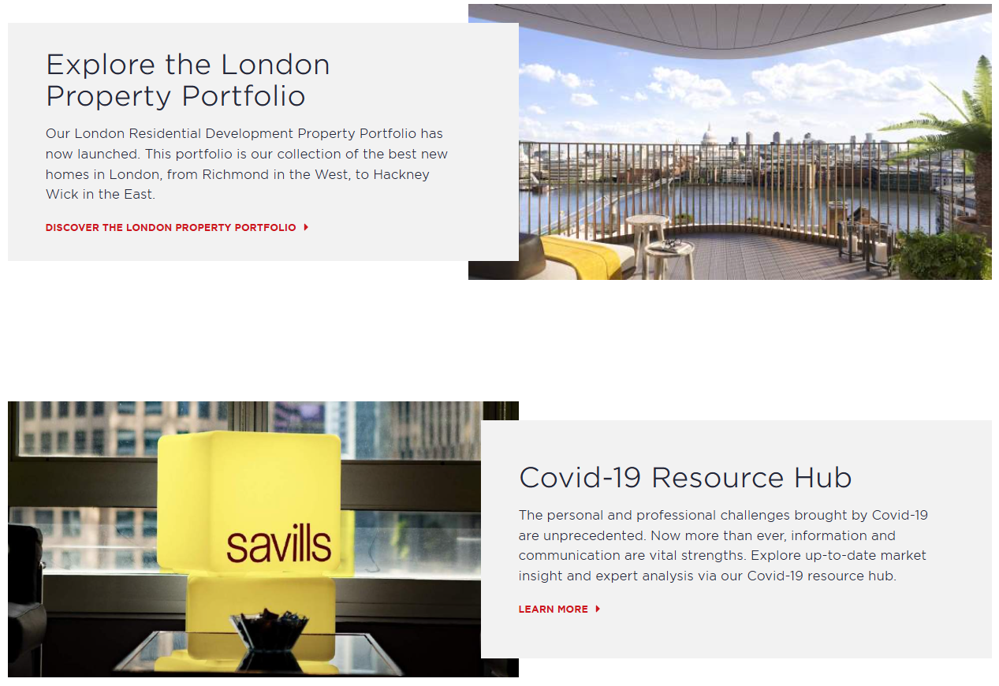 Explore the London
Property Portfolio
Our London Residential Development Property Portfolio has
now launched. This portfolio is our collection of the best new
homes in London, from Richmond in the West, to Hackney
Wick in the East.
DISCOVER THE LONDON PROPERTY PORTFOLIO
savills
Covid-19 Resource Hub
The personal and professional challenges brought by Covid-19
are unprecedented. Now more than ever, information and
communication are vital strengths. Explore up-to-date market
insight and expert analysis via our Covid-19 resource hub.
LEARN MORE